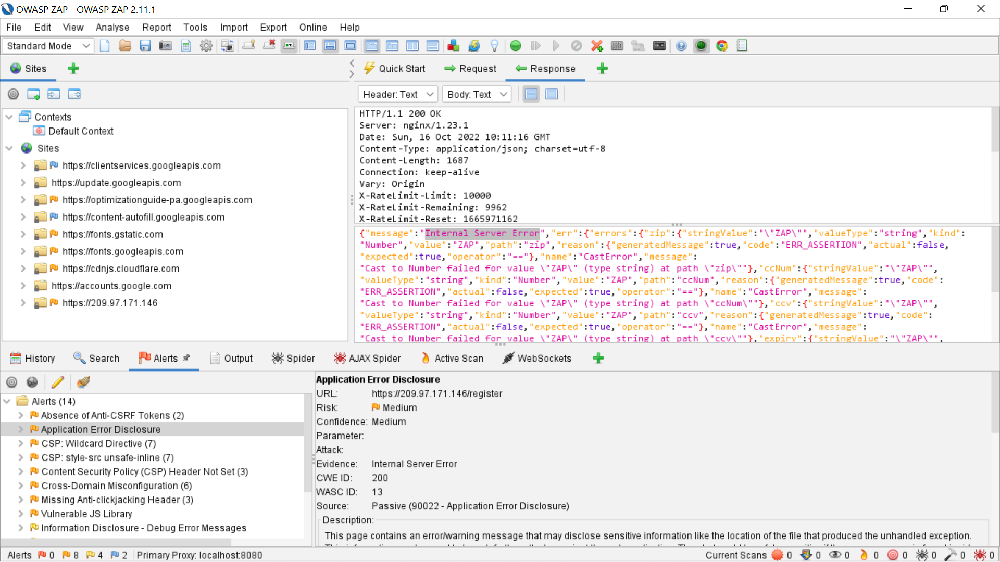 OWASP ZAP - OWASP ZAP 2.11.1
File Edit View Analyse Report Tools Import Export Online Help
Standard Mode
Sites
Quick Start Request Response
Header: Text Body: Text
Contexts
Default Context
Sites
https://clientservices.googleapis.com
https://update.googleapis.com
https://optimizationguide-pa.googleapis.com
https://content-autofill.googleapis.com
https://fonts.gstatic.com
https://fonts.googleapis.com
https://cdnjs.cloudflare.com
https://accounts.google.com
https://209.97.171.146
HTTP/1.1 200 OK
Server: nginx/1.23.1
Date: Sun, 16 Oct 2022 10:11:16 GMT
Content-Type: application/json; charset=utf-8
Content-Length: 1687
Connection: keep-alive
Vary: Origin
X-RateLimit-Limit: 10000
X-RateLimit-Remaining: 9962
X-RateLimit-Reset: 1665971162
{"message":"Internal Server Error","err":{"errors":{"zip":{"stringValue":"\"ZAP\"","valueType":"string","kind":
"Number","value":"ZAP","path":"zip","reason":{"generatedMessage":true,"code":"ERR_ASSERTION","actual":false,
"expected":true,"operator":"=="},"name":"CastError","message":
"Cast to Number failed for value \"ZAP\" (type string) at path \"zip\""},"ccNum":{"stringValue":"\"ZAP\"",
"valueType":"string","kind":"Number","value":"ZAP","path":"ccNum","reason":{"generatedMessage":true,"code":
"ERR_ASSERTION","actual":false,"expected":true,"operator":"=="},"name":"CastError","message":
"Cast to Number failed for value \"ZAP\" (type string) at path \"ccNum\""},"ccv":{"stringValue":"\"ZAP\"",
"valueType":"string","kind":"Number","value":"ZAP","path":"ccv","reason":{"generatedMessage":true,"code":
"ERR_ASSERTION","actual":false,"expected":true,"operator":"=="},"name":"CastError","message":
"Cast to Number failed for value \"ZAP\" (type string) at path \"ccv\""},"expiry":{"stringValue":"\"ZAP\"",
History Search Alerts Output Spider AJAX Spider Active Scan WebSockets
Alerts (14)
Absence of Anti-CSRF Tokens (2)
Application Error Disclosure
CSP: Wildcard Directive (7)
CSP: style-src unsafe-inline (7)
Content Security Policy (CSP) Header Not Set (3)
Cross-Domain Misconfiguration (6)
Missing Anti-clickjacking Header (3)
Vulnerable JS Library
Information Disclosure - Debug Error Messages
Application Error Disclosure
URL: https://209.97.171.146/register
Risk: Medium
Confidence: Medium
Parameter:
Attack:
Evidence: Internal Server Error
CWE ID: 200
WASC ID: 13
Source: Passive (90022 - Application Error Disclosure)
Description:
This page contains an error/warning message that may disclose sensitive information like the location of the file that produced the unhandled exception.
Alerts 0 8 4 2 Primary Proxy: localhost:8080 Current Scans 0 0 0 0 0 0 0 0